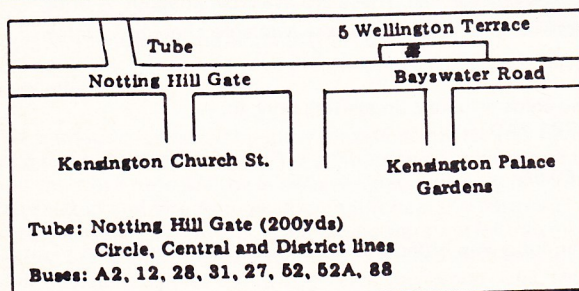 5 Wellington Terrace
Tube
Notting Hill Gate
Bayswater Road
Kensington Church St.
Kensington Palace
Gardens
Tube: Notting Hill Gate (200yds)
Circle, Central and District lines
Buses: A2, 12, 28, 31, 27, 52, 52A, 88